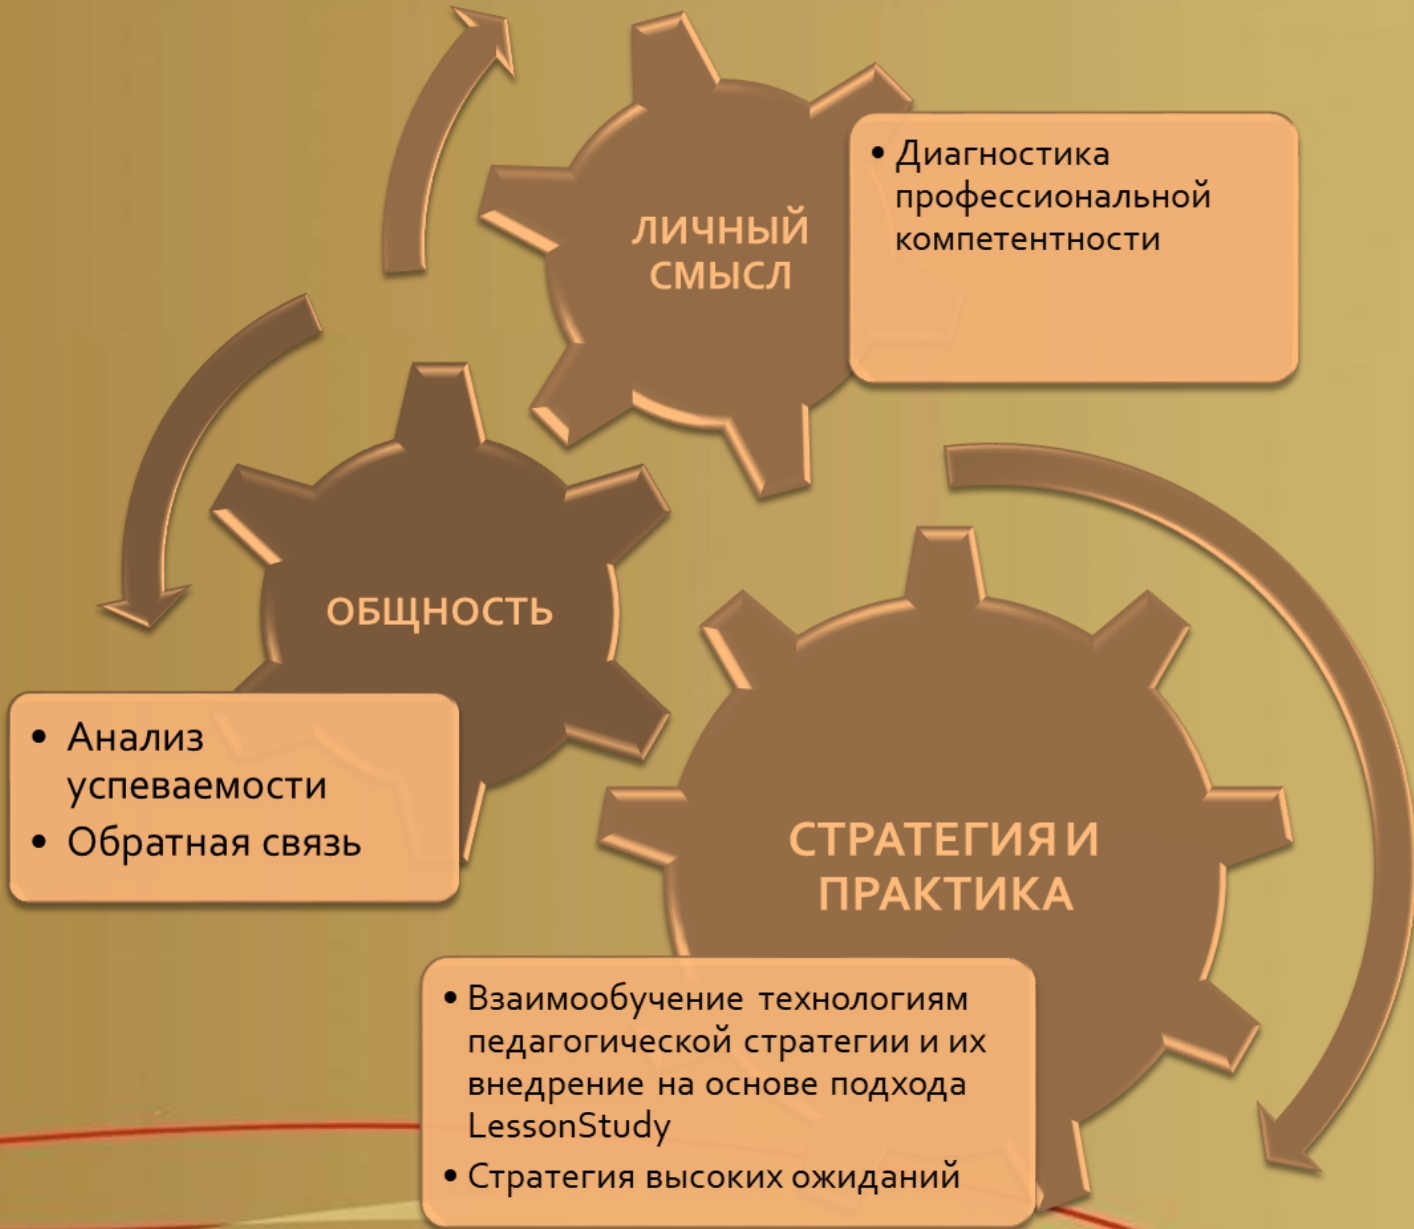 ЛИЧНЫЙ
СМЫСЛ
• Диагностика
профессиональной
компетентности
ОБЩНОСТЬ
• Анализ
успеваемости
• Обратная связь
СТРАТЕГИЯ И
ПРАКТИКА
• Взаимообучение технологиям
педагогической стратегии и их
внедрение на основе подхода
LessonStudy
• Стратегия высоких ожиданий